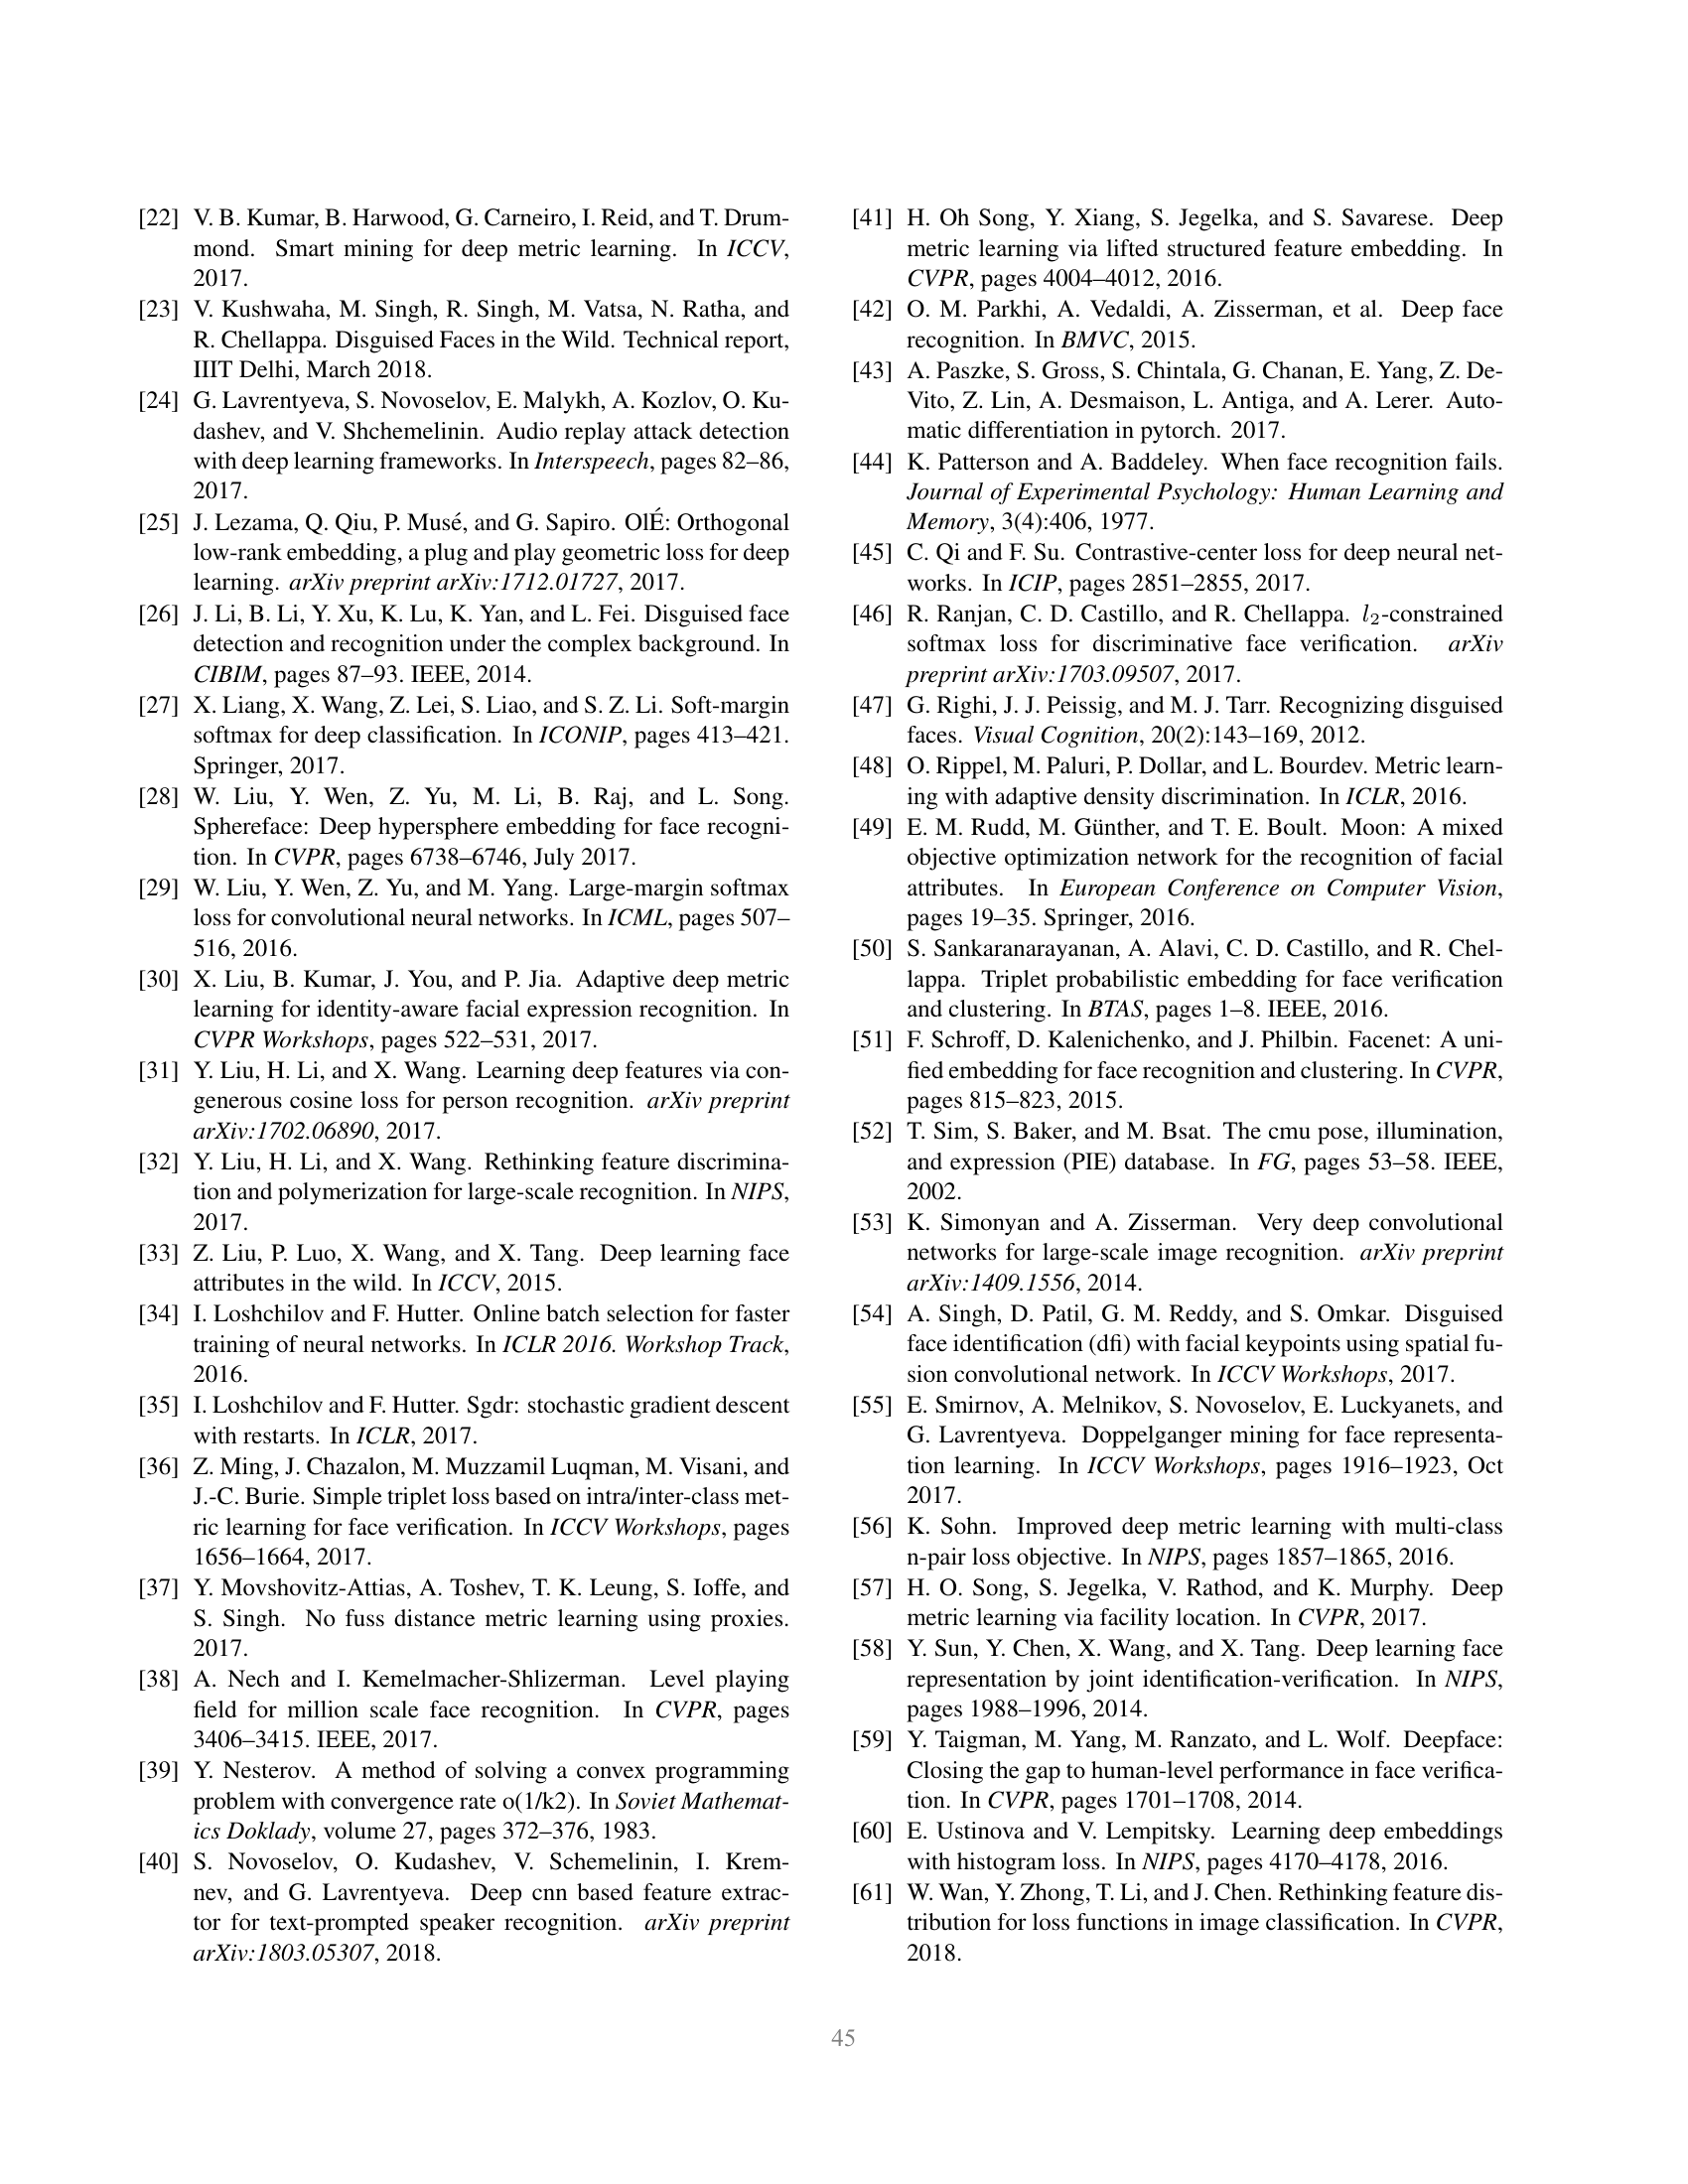 [22] V. B. Kumar, B. Harwood, G. Carneiro, I. Reid, and T. Drum-
mond. Smart mining for deep metric learning. In ICCV,
2017.
[23] V. Kushwaha, M. Singh, R. Singh, M. Vatsa, N. Ratha, and
R. Chellappa. Disguised Faces in the Wild. Technical report,
IIIT Delhi, March 2018.
[24] G. Lavrentyeva, S. Novoselov, E. Malykh, A. Kozlov, O. Ku-
dashev, and V. Shchemelinin. Audio replay attack detection
with deep learning frameworks. In Interspeech, pages 82–86,
2017.
[25] J. Lezama, Q. Qiu, P. Musé, and G. Sapiro. OlÉ: Orthogonal
low-rank embedding, a plug and play geometric loss for deep
learning. arXiv preprint arXiv:1712.01727, 2017.
[26] J. Li, B. Li, Y. Xu, K. Lu, K. Yan, and L. Fei. Disguised face
detection and recognition under the complex background. In
CIBIM, pages 87–93. IEEE, 2014.
[27] X. Liang, X. Wang, Z. Lei, S. Liao, and S. Z. Li. Soft-margin
softmax for deep classification. In ICONIP, pages 413–421.
Springer, 2017.
[28] W. Liu, Y. Wen, Z. Yu, M. Li, B. Raj, and L. Song.
Sphereface: Deep hypersphere embedding for face recogni-
tion. In CVPR, pages 6738–6746, July 2017.
[29] W. Liu, Y. Wen, Z. Yu, and M. Yang. Large-margin softmax
loss for convolutional neural networks. In ICML, pages 507–
516, 2016.
[30] X. Liu, B. Kumar, J. You, and P. Jia. Adaptive deep metric
learning for identity-aware facial expression recognition. In
CVPR Workshops, pages 522–531, 2017.
[31] Y. Liu, H. Li, and X. Wang. Learning deep features via con-
generous cosine loss for person recognition. arXiv preprint
arXiv:1702.06890, 2017.
[32] Y. Liu, H. Li, and X. Wang. Rethinking feature discrimina-
tion and polymerization for large-scale recognition. In NIPS,
2017.
[33] Z. Liu, P. Luo, X. Wang, and X. Tang. Deep learning face
attributes in the wild. In ICCV, 2015.
[34] I. Loshchilov and F. Hutter. Online batch selection for faster
training of neural networks. In ICLR 2016. Workshop Track,
2016.
[35] I. Loshchilov and F. Hutter. Sgdr: stochastic gradient descent
with restarts. In ICLR, 2017.
[36] Z. Ming, J. Chazalon, M. Muzzamil Luqman, M. Visani, and
J.-C. Burie. Simple triplet loss based on intra/inter-class met-
ric learning for face verification. In ICCV Workshops, pages
1656–1664, 2017.
[37] Y. Movshovitz-Attias, A. Toshev, T. K. Leung, S. Ioffe, and
S. Singh. No fuss distance metric learning using proxies.
2017.
[38] A. Nech and I. Kemelmacher-Shlizerman. Level playing
field for million scale face recognition. In CVPR, pages
3406–3415. IEEE, 2017.
[39] Y. Nesterov. A method of solving a convex programming
problem with convergence rate o(1/k2). In Soviet Mathemat-
ics Doklady, volume 27, pages 372–376, 1983.
[40] S. Novoselov, O. Kudashev, V. Schemelinin, I. Krem-
nev, and G. Lavrentyeva. Deep cnn based feature extrac-
tor for text-prompted speaker recognition. arXiv preprint
arXiv:1803.05307, 2018.
[41] H. Oh Song, Y. Xiang, S. Jegelka, and S. Savarese. Deep
metric learning via lifted structured feature embedding. In
CVPR, pages 4004–4012, 2016.
[42] O. M. Parkhi, A. Vedaldi, A. Zisserman, et al. Deep face
recognition. In BMVC, 2015.
[43] A. Paszke, S. Gross, S. Chintala, G. Chanan, E. Yang, Z. De-
Vito, Z. Lin, A. Desmaison, L. Antiga, and A. Lerer. Auto-
matic differentiation in pytorch. 2017.
[44] K. Patterson and A. Baddeley. When face recognition fails.
Journal of Experimental Psychology: Human Learning and
Memory, 3(4):406, 1977.
[45] C. Qi and F. Su. Contrastive-center loss for deep neural net-
works. In ICIP, pages 2851–2855, 2017.
[46] R. Ranjan, C. D. Castillo, and R. Chellappa. l₂-constrained
softmax loss for discriminative face verification. arXiv
preprint arXiv:1703.09507, 2017.
[47] G. Righi, J. J. Peissig, and M. J. Tarr. Recognizing disguised
faces. Visual Cognition, 20(2):143–169, 2012.
[48] O. Rippel, M. Paluri, P. Dollar, and L. Bourdev. Metric learn-
ing with adaptive density discrimination. In ICLR, 2016.
[49] E. M. Rudd, M. Günther, and T. E. Boult. Moon: A mixed
objective optimization network for the recognition of facial
attributes. In European Conference on Computer Vision,
pages 19–35. Springer, 2016.
[50] S. Sankaranarayanan, A. Alavi, C. D. Castillo, and R. Chel-
lappa. Triplet probabilistic embedding for face verification
and clustering. In BTAS, pages 1–8. IEEE, 2016.
[51] F. Schroff, D. Kalenichenko, and J. Philbin. Facenet: A uni-
fied embedding for face recognition and clustering. In CVPR,
pages 815–823, 2015.
[52] T. Sim, S. Baker, and M. Bsat. The cmu pose, illumination,
and expression (PIE) database. In FG, pages 53–58. IEEE,
2002.
[53] K. Simonyan and A. Zisserman. Very deep convolutional
networks for large-scale image recognition. arXiv preprint
arXiv:1409.1556, 2014.
[54] A. Singh, D. Patil, G. M. Reddy, and S. Omkar. Disguised
face identification (dfi) with facial keypoints using spatial fu-
sion convolutional network. In ICCV Workshops, 2017.
[55] E. Smirnov, A. Melnikov, S. Novoselov, E. Luckyanets, and
G. Lavrentyeva. Doppelganger mining for face representa-
tion learning. In ICCV Workshops, pages 1916–1923, Oct
2017.
[56] K. Sohn. Improved deep metric learning with multi-class
n-pair loss objective. In NIPS, pages 1857–1865, 2016.
[57] H. O. Song, S. Jegelka, V. Rathod, and K. Murphy. Deep
metric learning via facility location. In CVPR, 2017.
[58] Y. Sun, Y. Chen, X. Wang, and X. Tang. Deep learning face
representation by joint identification-verification. In NIPS,
pages 1988–1996, 2014.
[59] Y. Taigman, M. Yang, M. Ranzato, and L. Wolf. Deepface:
Closing the gap to human-level performance in face verifica-
tion. In CVPR, pages 1701–1708, 2014.
[60] E. Ustinova and V. Lempitsky. Learning deep embeddings
with histogram loss. In NIPS, pages 4170–4178, 2016.
[61] W. Wan, Y. Zhong, T. Li, and J. Chen. Rethinking feature dis-
tribution for loss functions in image classification. In CVPR,
2018.
45